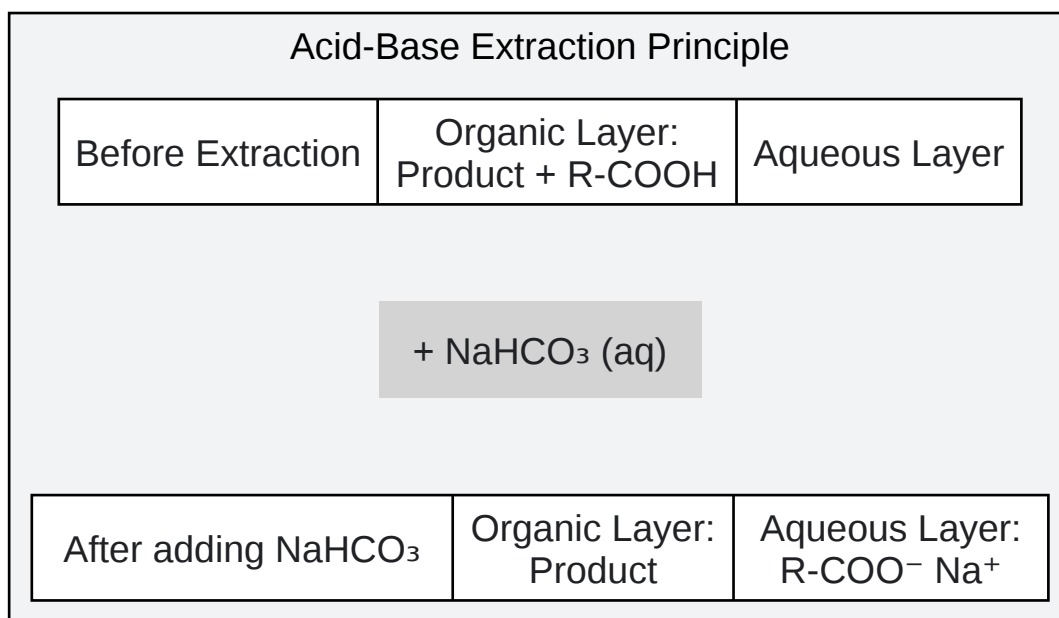 Acid-Base Extraction Principle
Before Extraction
Organic Layer:
Product + R-COOH
Aqueous Layer
+ NaHCO₃ (aq)
After adding NaHCO₃
Organic Layer:
Product
Aqueous Layer:
R-COO⁻ Na⁺